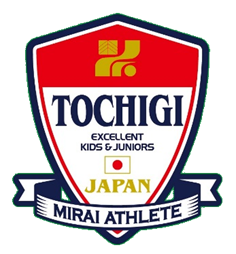 TOCHIGI
EXCELLENT
KIDS & JUNIORS
JAPAN
MIRAI ATHLETE